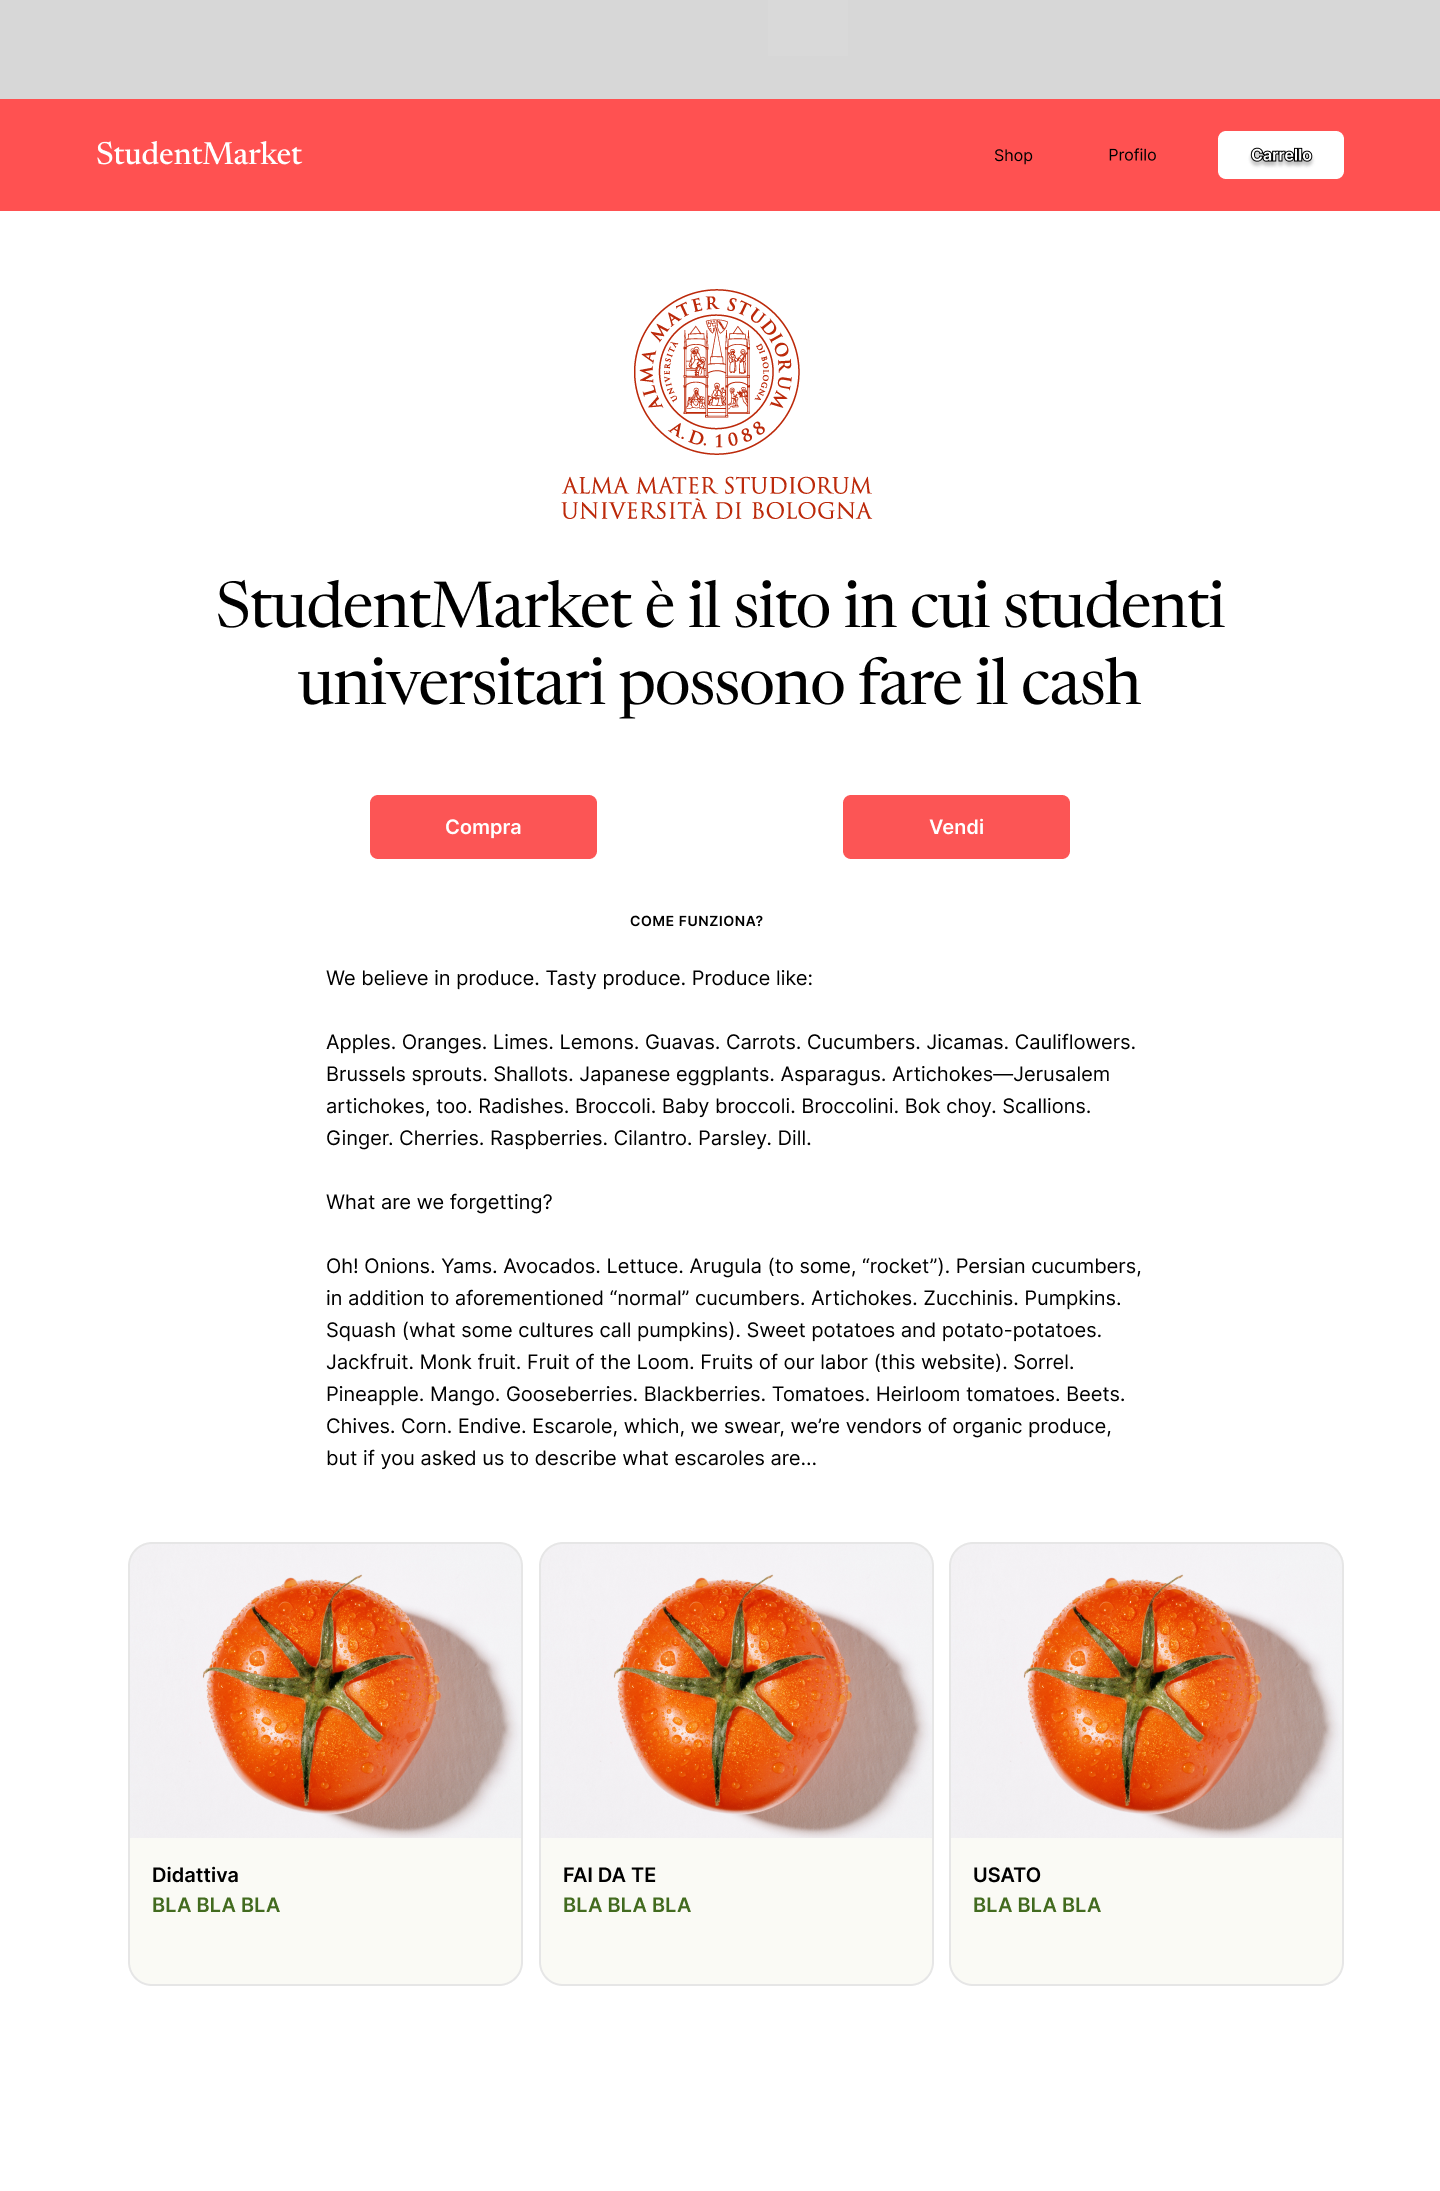 StudentMarket
Shop
Profilo
Carrello
ALMA MATER STUDIORUM
UNIVERSITÀ DI BOLOGNA
A.D. 1088
ALMA MATER STUDIORUM
UNIVERSITÀ DI BOLOGNA
StudentMarket è il sito in cui studenti
universitari possono fare il cash
Compra
Vendi
COME FUNZIONA?
We believe in produce. Tasty produce. Produce like:
Apples. Oranges. Limes. Lemons. Guavas. Carrots. Cucumbers. Jicamas. Cauliflowers.
Brussels sprouts. Shallots. Japanese eggplants. Asparagus. Artichokes—Jerusalem
artichokes, too. Radishes. Broccoli. Baby broccoli. Broccolini. Bok choy. Scallions.
Ginger. Cherries. Raspberries. Cilantro. Parsley. Dill.
What are we forgetting?
Oh! Onions. Yams. Avocados. Lettuce. Arugula (to some, “rocket”). Persian cucumbers,
in addition to aforementioned “normal” cucumbers. Artichokes. Zucchinis. Pumpkins.
Squash (what some cultures call pumpkins). Sweet potatoes and potato-potatoes.
Jackfruit. Monk fruit. Fruit of the Loom. Fruits of our labor (this website). Sorrel.
Pineapple. Mango. Gooseberries. Blackberries. Tomatoes. Heirloom tomatoes. Beets.
Chives. Corn. Endive. Escarole, which, we swear, we’re vendors of organic produce,
but if you asked us to describe what escaroles are...
Didattiva
BLA BLA BLA
FAI DA TE
BLA BLA BLA
USATO
BLA BLA BLA